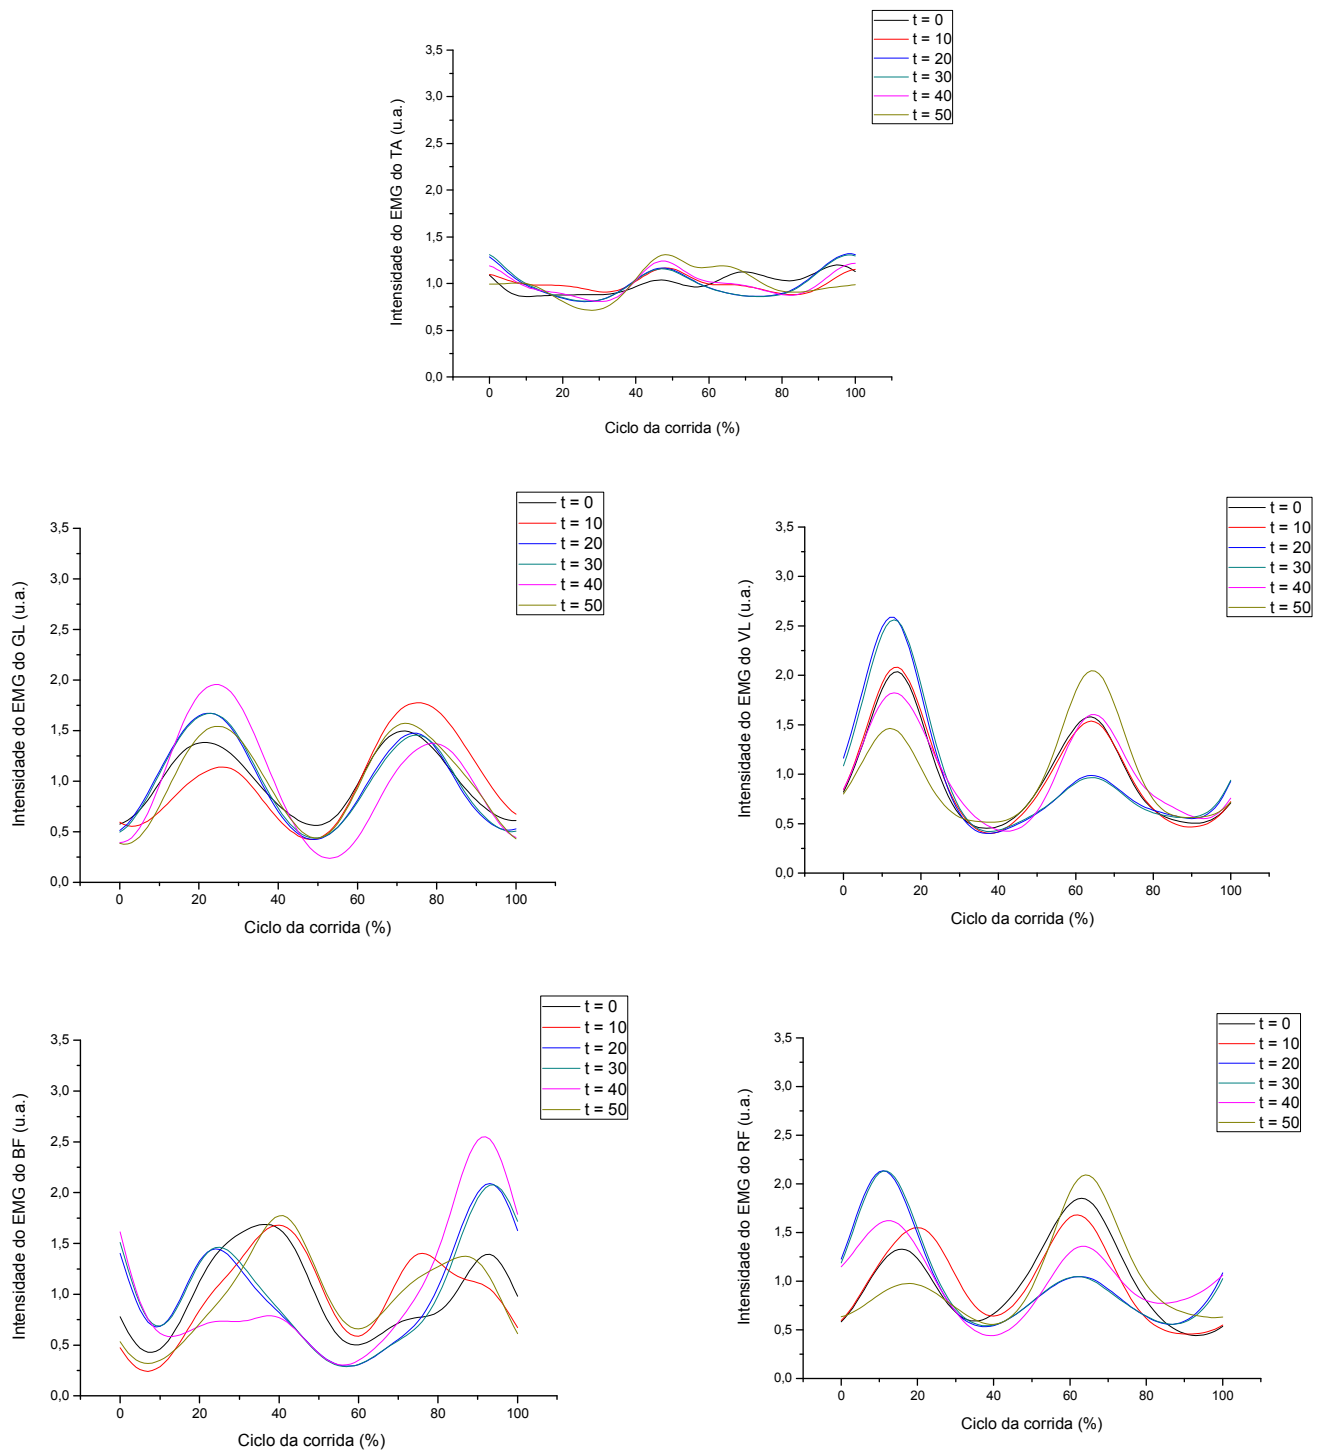 t = 0
t = 10
t = 20
t = 30
t = 40
t = 50
3,5
3,0
2,5
2,0
1,5
1,0
0,5
0,0
Intensidade do EMG do TA (u.a.)
0 20 40 60 80 100
Ciclo da corrida (%)
t = 0
t = 10
t = 20
t = 30
t = 40
t = 50
3,5
3,0
2,5
2,0
1,5
1,0
0,5
0,0
Intensidade do EMG do GL (u.a.)
0 20 40 60 80 100
Ciclo da corrida (%)
t = 0
t = 10
t = 20
t = 30
t = 40
t = 50
3,5
3,0
2,5
2,0
1,5
1,0
0,5
0,0
Intensidade do EMG do VL (u.a.)
0 20 40 60 80 100
Ciclo da corrida (%)
t = 0
t = 10
t = 20
t = 30
t = 40
t = 50
3,5
3,0
2,5
2,0
1,5
1,0
0,5
0,0
Intensidade do EMG do BF (u.a.)
0 20 40 60 80 100
Ciclo da corrida (%)
t = 0
t = 10
t = 20
t = 30
t = 40
t = 50
3,5
3,0
2,5
2,0
1,5
1,0
0,5
0,0
Intensidade do EMG do RF (u.a.)
0 20 40 60 80 100
Ciclo da corrida (%)